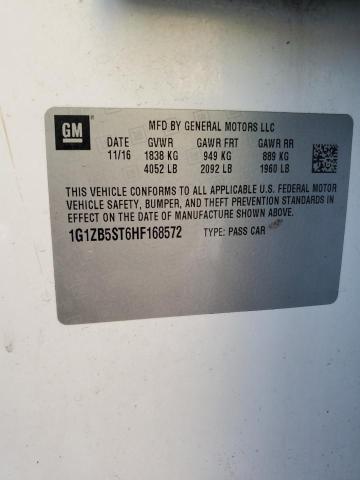 GM
MFD BY GENERAL MOTORS LLC
DATE GVWR GAWR FRT GAWR RR
11/16 1838 KG 949 KG 889 KG
4052 LB 2092 LB 1960 LB
THIS VEHICLE CONFORMS TO ALL APPLICABLE U.S. FEDERAL MOTOR
VEHICLE SAFETY, BUMPER, AND THEFT PREVENTION STANDARDS IN
EFFECT ON THE DATE OF MANUFACTURE SHOWN ABOVE.
1G1ZB5ST6HF168572 TYPE: PASS CAR